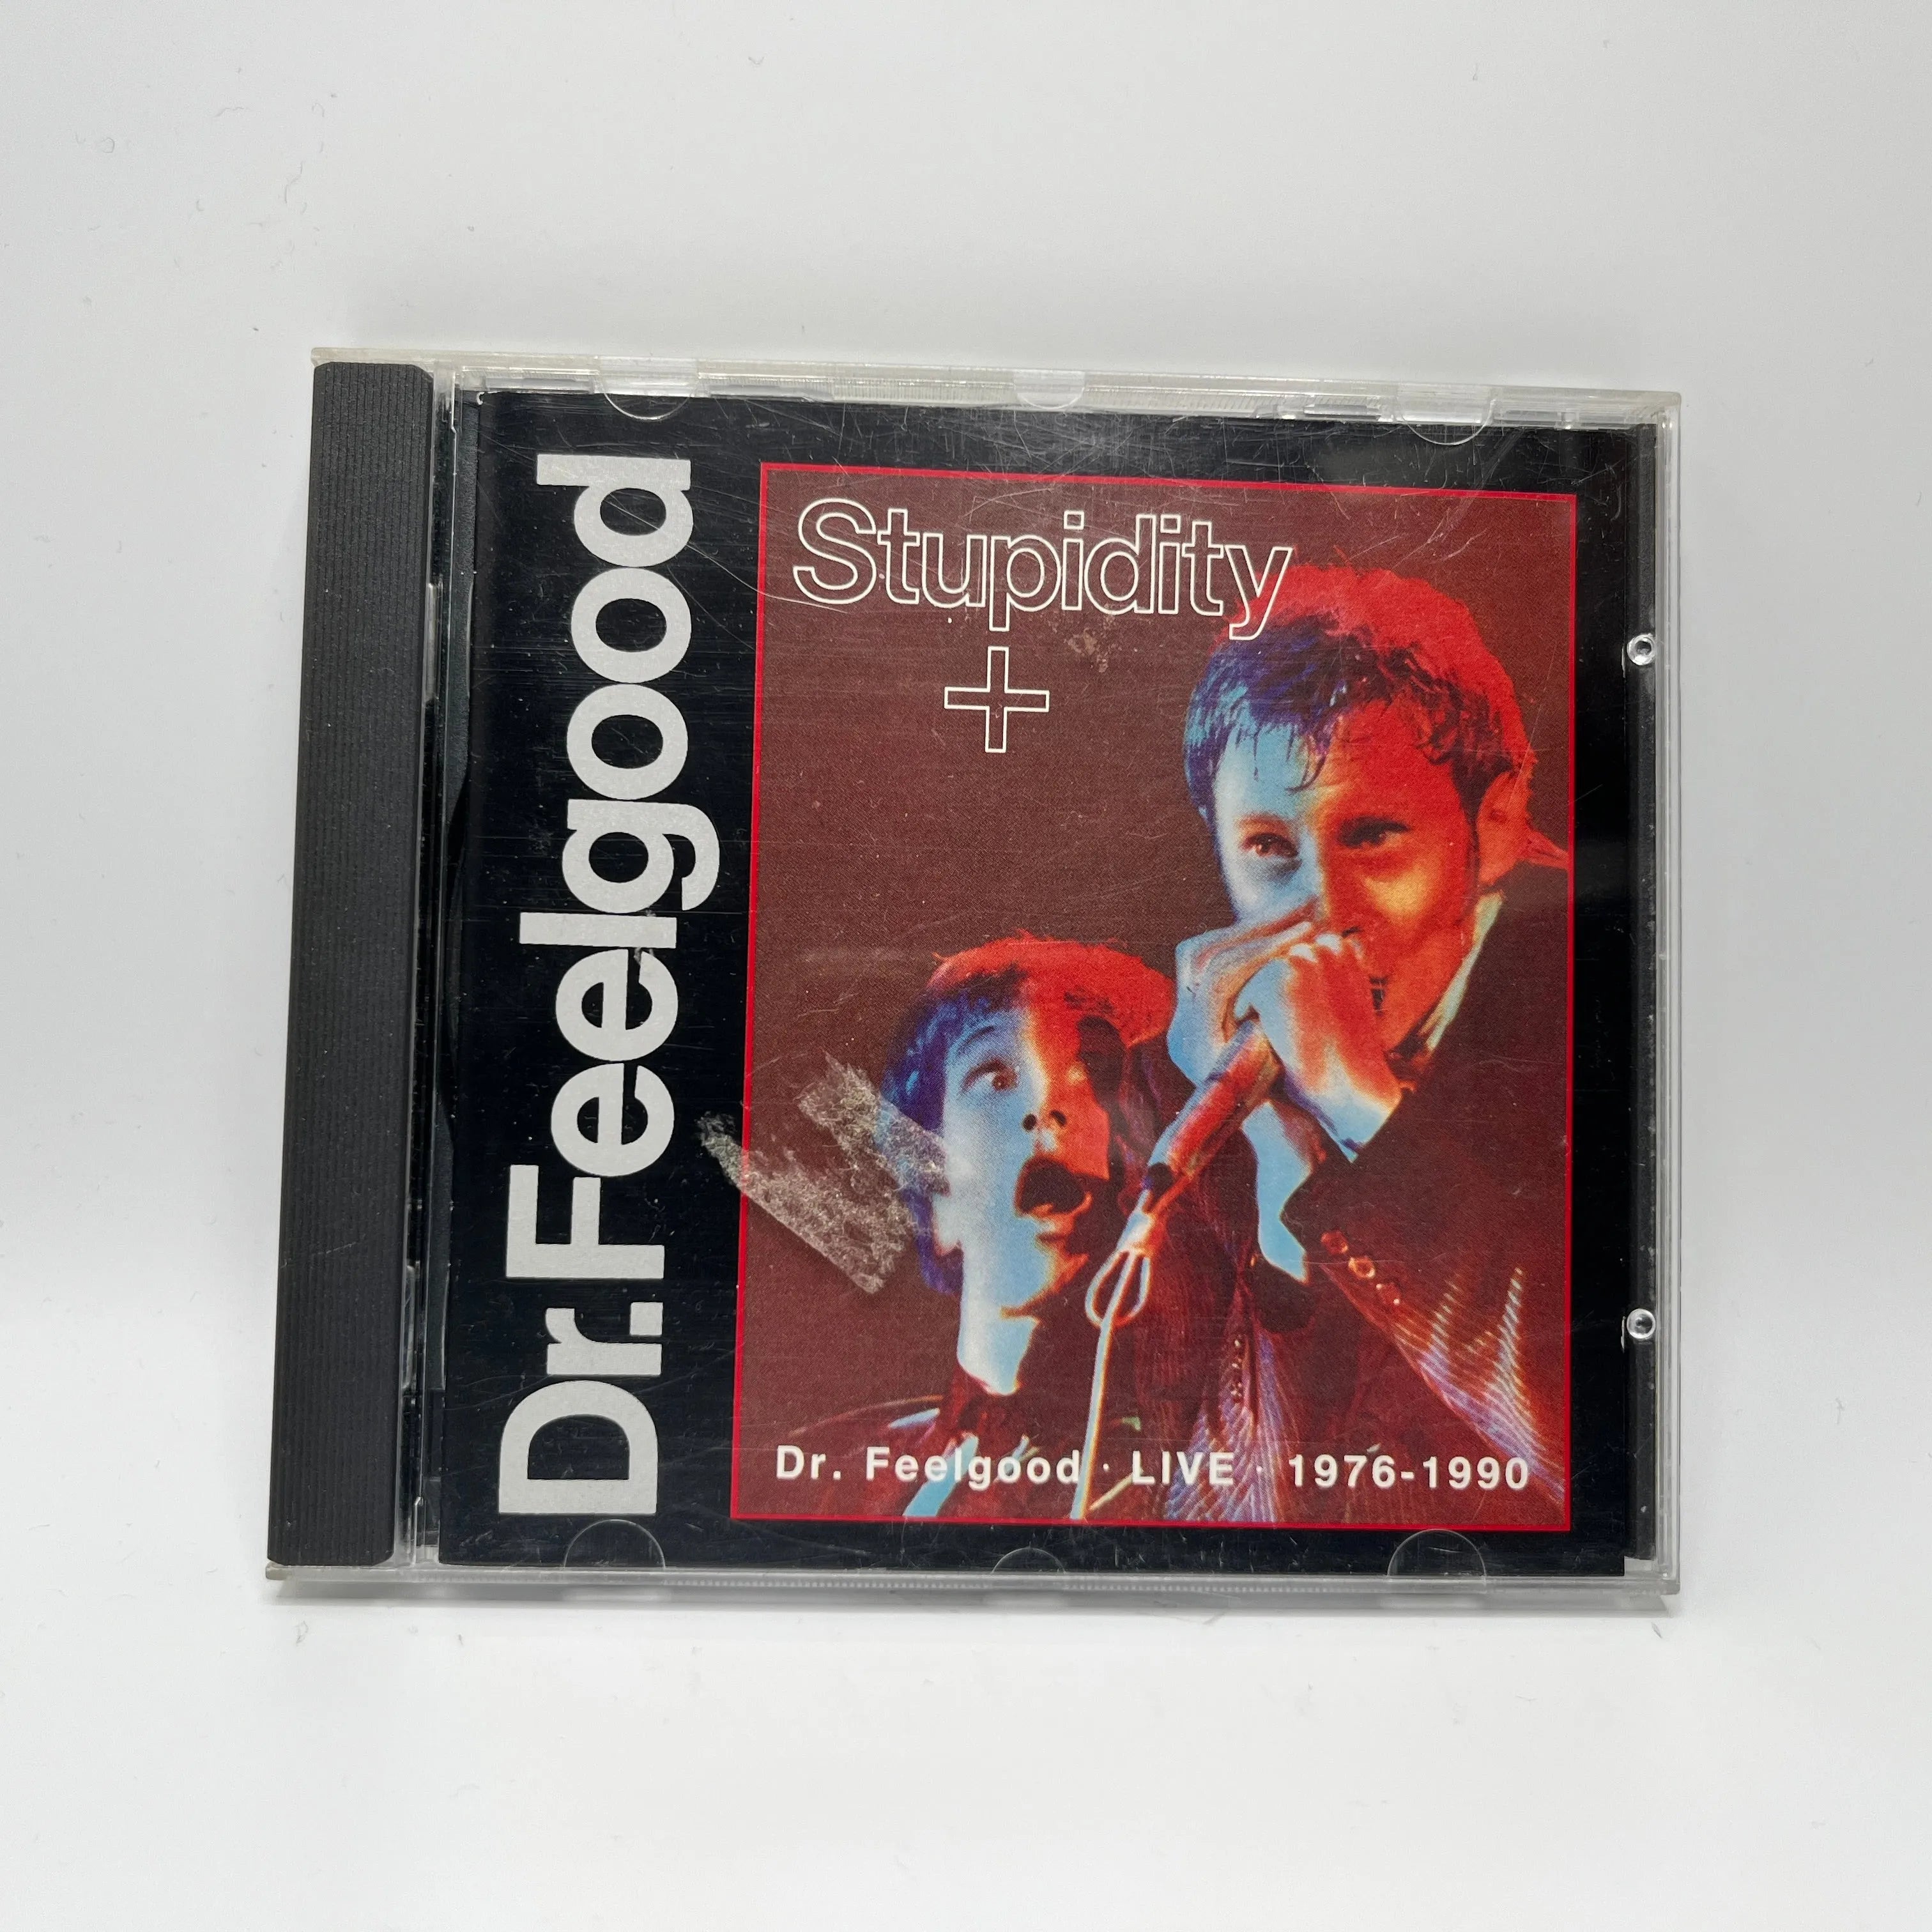 Dr.Feelgood
Stupidity
+
Dr. Feelgood · LIVE · 1976-1990